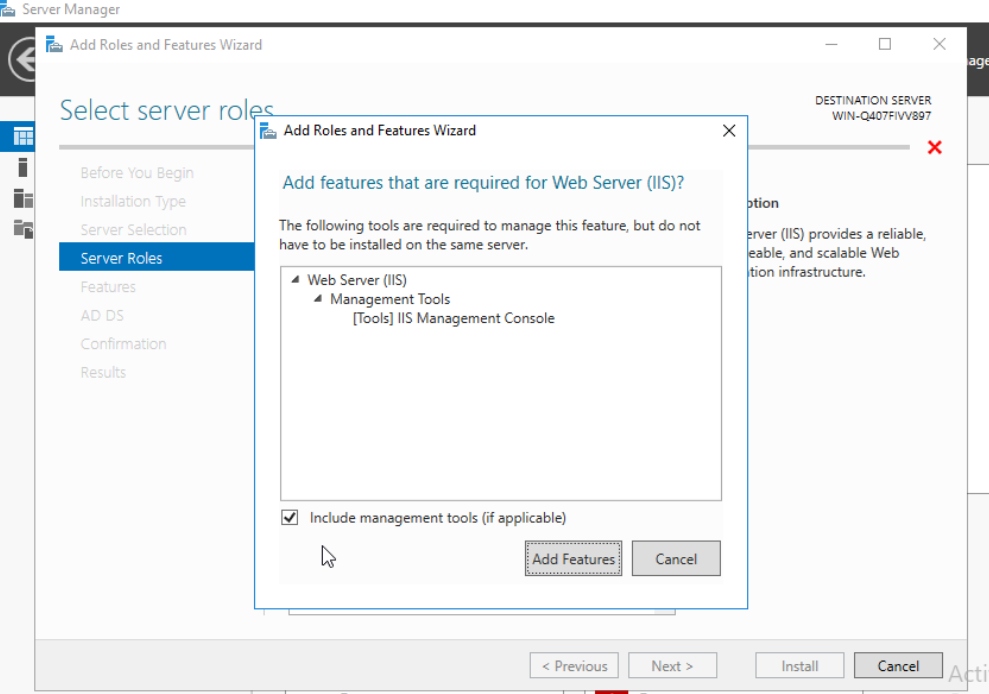 Server Manager
Add Roles and Features Wizard
Select server roles
DESTINATION SERVER
WIN-Q407FIVV897
Before You Begin
Installation Type
Server Selection
Server Roles
Features
AD DS
Confirmation
Results
Add Roles and Features Wizard
Add features that are required for Web Server (IIS)?
The following tools are required to manage this feature, but do not
have to be installed on the same server.
Web Server (IIS)
Management Tools
[Tools] IIS Management Console
Include management tools (if applicable)
Add Features
Cancel
ption
erver (IIS) provides a reliable,
eable, and scalable Web
tion infrastructure.
< Previous
Next >
Install
Cancel
age
Acti